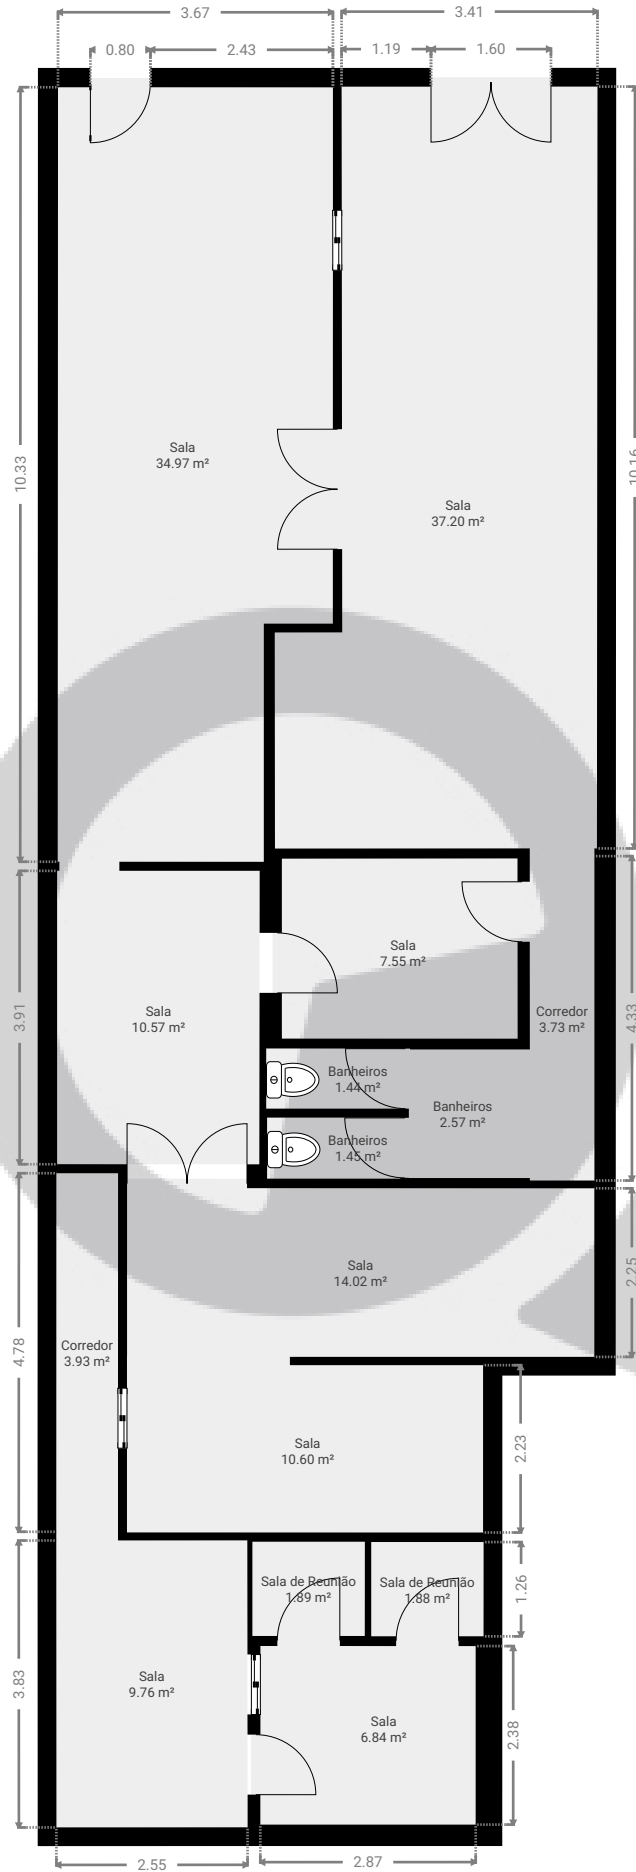 3.67
3.41
0.80
2.43
1.19
1.60
10.33
10.16
Sala
34.97 m²
Sala
37.20 m²
3.91
4.33
Sala
7.55 m²
Sala
10.57 m²
Corredor
3.73 m²
Banheiros
1.44 m²
Banheiros
2.57 m²
Banheiros
1.45 m²
Sala
14.02 m²
2.25
4.78
Corredor
3.93 m²
Sala
10.60 m²
2.23
Sala de Reunião
1.89 m²
Sala de Reunião
1.88 m²
1.26
3.83
Sala
9.76 m²
Sala
6.84 m²
2.38
2.55
2.87